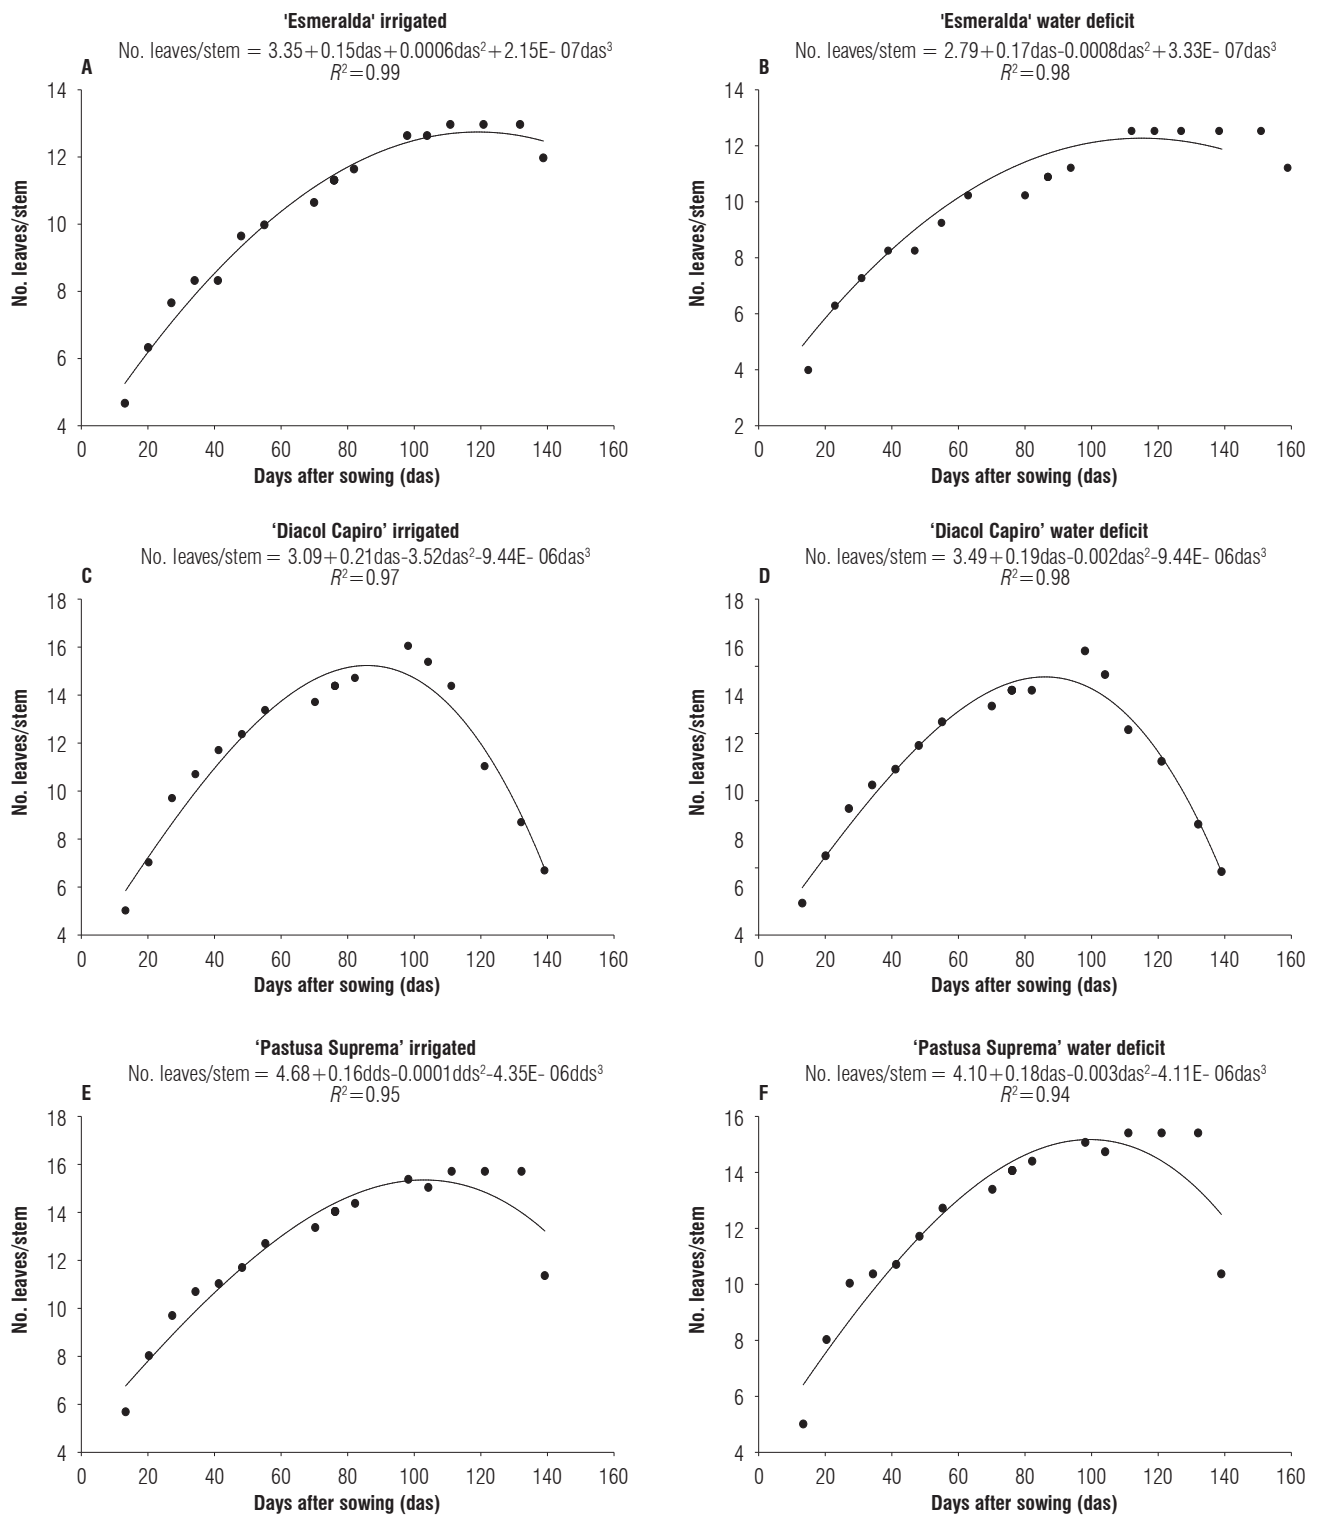 'Esmeralda' irrigated
No. leaves/stem = 3.35+0.15das+0.0006das²+2.15E- 07das³
R²=0.99
A
14
12
10
8
6
4
0 20 40 60 80 100 120 140 160
No. leaves/stem
Days after sowing (das)
'Esmeralda' water deficit
No. leaves/stem = 2.79+0.17das-0.0008das²+3.33E- 07das³
R²=0.98
B
14
12
10
8
6
4
2
0 20 40 60 80 100 120 140 160
No. leaves/stem
Days after sowing (das)
‘Diacol Capiro’ irrigated
No. leaves/stem = 3.09+0.21das-3.52das²-9.44E- 06das³
R²=0.97
C
18
16
14
12
10
8
6
4
0 20 40 60 80 100 120 140 160
No. leaves/stem
Days after sowing (das)
‘Diacol Capiro’ water deficit
No. leaves/stem = 3.49+0.19das-0.002das²-9.44E- 06das³
R²=0.98
D
18
16
14
12
10
8
6
4
0 20 40 60 80 100 120 140 160
No. leaves/stem
Days after sowing (das)
‘Pastusa Suprema’ irrigated
No. leaves/stem = 4.68+0.16dds-0.0001dds²-4.35E- 06dds³
R²=0.95
E
18
16
14
12
10
8
6
4
0 20 40 60 80 100 120 140 160
No. leaves/stem
Days after sowing (das)
‘Pastusa Suprema’ water deficit
No. leaves/stem = 4.10+0.18das-0.003das²-4.11E- 06das³
R²=0.94
F
16
14
12
10
8
6
4
0 20 40 60 80 100 120 140 160
No. leaves/stem
Days after sowing (das)